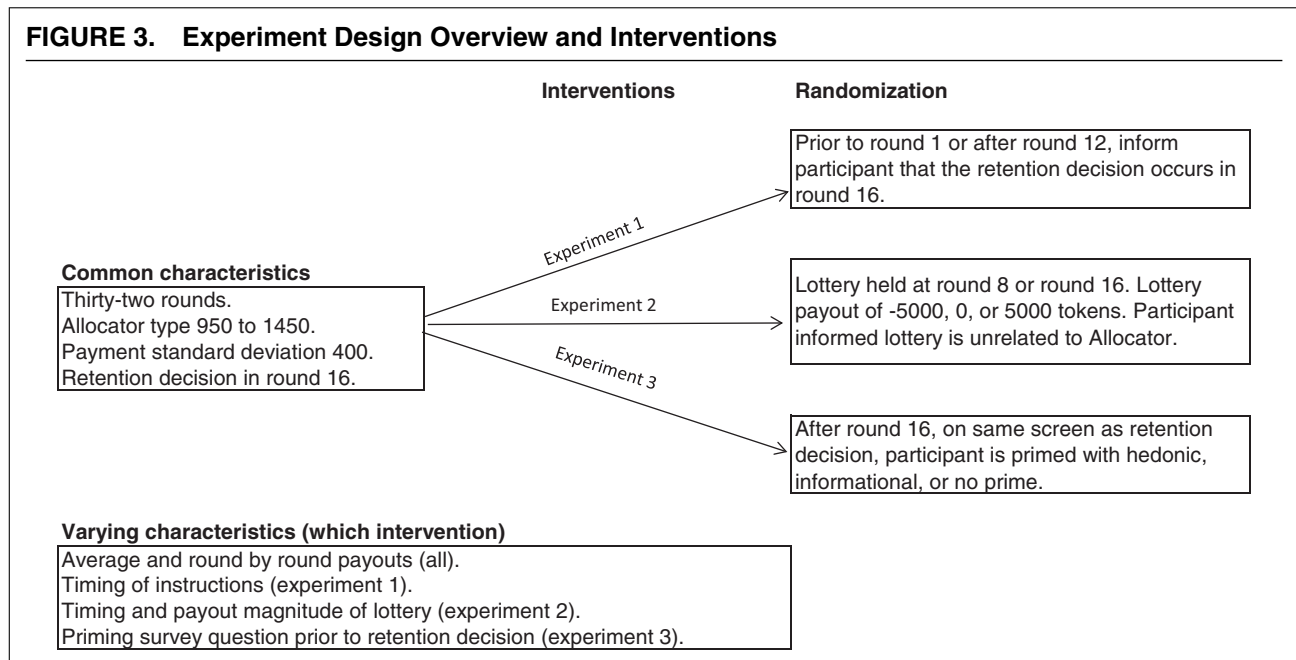 FIGURE 3. Experiment Design Overview and Interventions
Interventions
Randomization
Prior to round 1 or after round 12, inform
participant that the retention decision occurs in
round 16.
Experiment 1
Common characteristics
Thirty-two rounds.
Allocator type 950 to 1450.
Payment standard deviation 400.
Retention decision in round 16.
Experiment 2
Lottery held at round 8 or round 16. Lottery
payout of -5000, 0, or 5000 tokens. Participant
informed lottery is unrelated to Allocator.
Experiment 3
After round 16, on same screen as retention
decision, participant is primed with hedonic,
informational, or no prime.
Varying characteristics (which intervention)
Average and round by round payouts (all).
Timing of instructions (experiment 1).
Timing and payout magnitude of lottery (experiment 2).
Priming survey question prior to retention decision (experiment 3).